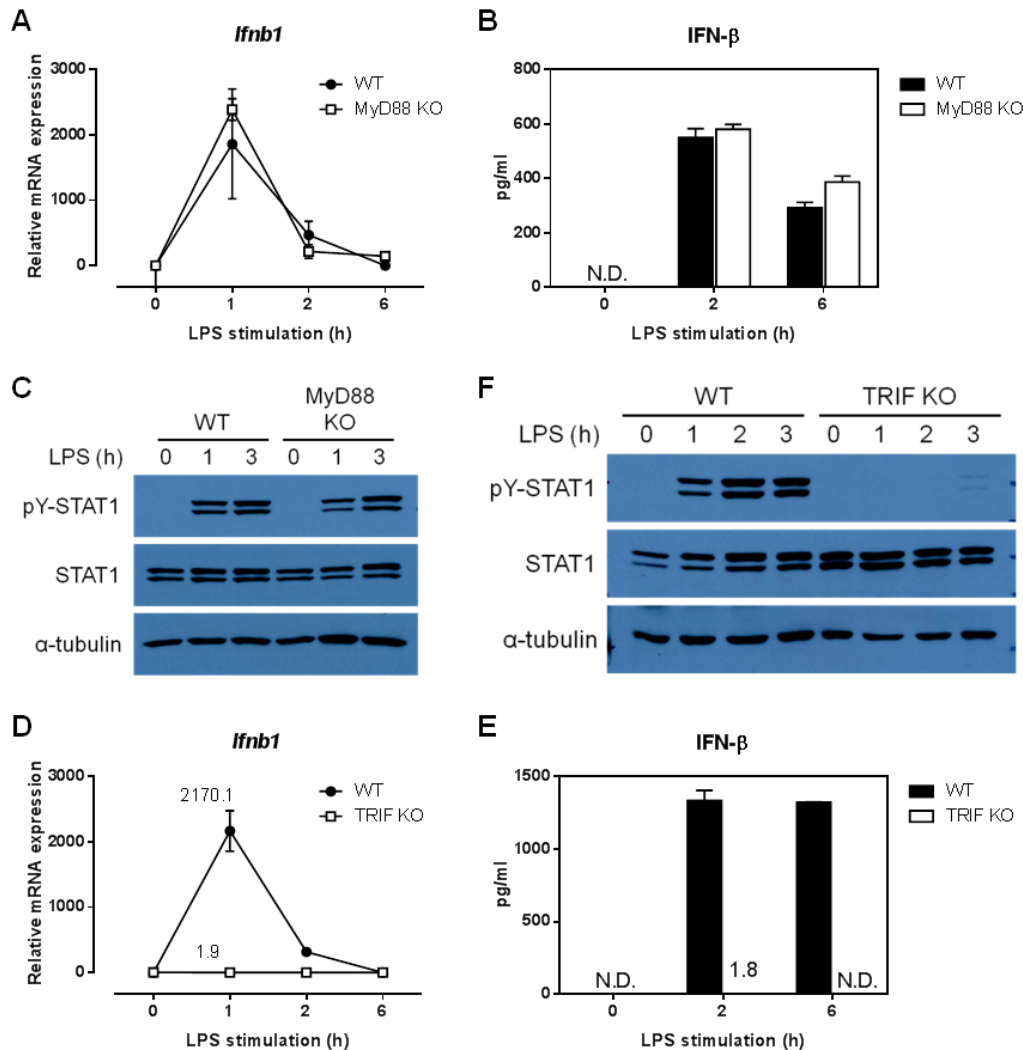 A
Ifnb1
Relative mRNA expression
3000
2000
1000
0
0 1 2 6
LPS stimulation (h)
WT
MyD88 KO
B
IFN-β
pg/ml
800
600
400
200
0
N.D.
0 2 6
LPS stimulation (h)
WT
MyD88 KO
C
WT
MyD88
KO
LPS (h) 0 1 3 0 1 3
pY-STAT1
STAT1
α-tubulin
F
WT TRIF KO
LPS (h) 0 1 2 3 0 1 2 3
pY-STAT1
STAT1
α-tubulin
D
Ifnb1
Relative mRNA expression
3000
2000
1000
0
2170.1
1.9
0 1 2 6
LPS stimulation (h)
WT
TRIF KO
E
IFN-β
pg/ml
1500
1000
500
0
N.D.
1.8
N.D.
0 2 6
LPS stimulation (h)
WT
TRIF KO